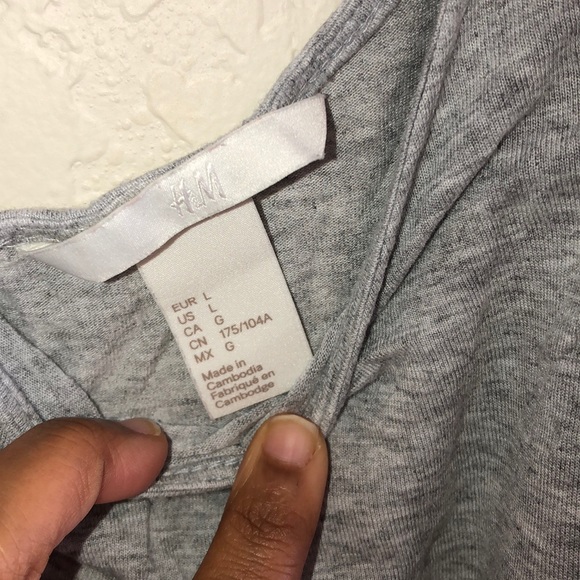 H&M
EUR L
US L
CA G
CN 175/104A
MX G
Made in
Cambodia
Fabriqué en
Cambodge